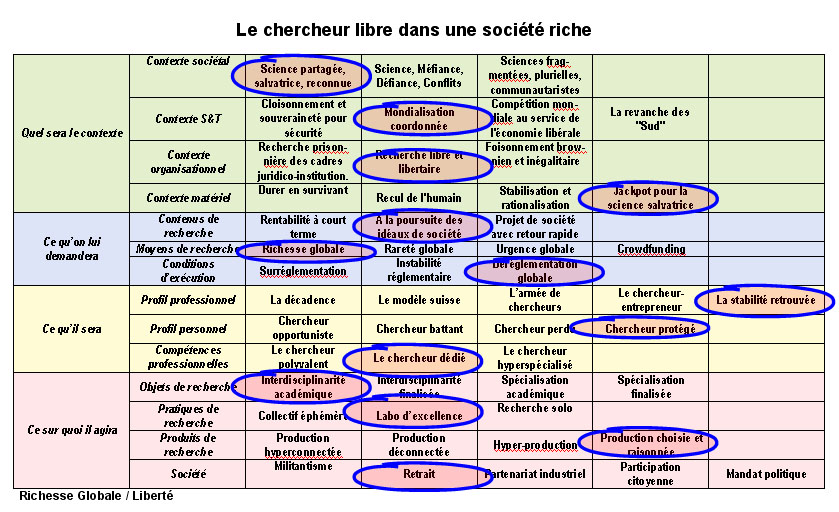 Le chercheur libre dans une société riche
Quel sera le contexte
Contexte sociétal
Science partagée,
salvatrice, reconnue
Science, Méfiance,
Défiance, Conflits
Sciences frag-
mentées, plurielles,
communautaristes
Contexte S&T
Cloisonnement et
souveraineté pour
sécurité
Mondialisation
coordonnée
Compétition mon-
diale au service de
l'économie libérale
La revanche des
"Sud"
Contexte
organisationnel
Recherche prison-
nière des cadres
juridico-institution.
Recherche libre et
libertaire
Foisonnement brow-
nien et inégalitaire
Contexte matériel
Durer en survivant
Recul de l'humain
Stabilisation et
rationalisation
Jackpot pour la
science salvatrice
Ce qu'on lui
demandera
Contenus de
recherche
Rentabilité à court
terme
A la poursuite des
idéaux de société
Projet de société
avec retour rapide
Moyens de recherche
Richesse globale
Rareté globale
Urgence globale
Crowdfunding
Conditions
d'exécution
Surréglementation
Instabilité
réglementaire
Déréglementation
globale
Ce qu'il sera
Profil professionnel
La décadence
Le modèle suisse
L'armée de
chercheurs
Le chercheur-
entrepreneur
La stabilité retrouvée
Profil personnel
Chercheur
opportuniste
Chercheur battant
Chercheur perdu
Chercheur protégé
Compétences
professionnelles
Le chercheur
polyvalent
Le chercheur dédié
Le chercheur
hyperspécialisé
Ce sur quoi il agira
Objets de recherche
Interdisciplinarité
académique
Interdisciplinarité
finalisée
Spécialisation
académique
Spécialisation
finalisée
Pratiques de
recherche
Collectif éphémère
Labo d'excellence
Recherche solo
Produits de
recherche
Production
hyperconnectée
Production
déconnectée
Hyper-production
Production choisie et
raisonnée
Société
Militantisme
Retrait
Partenariat industriel
Participation
citoyenne
Mandat politique
Richesse Globale / Liberté